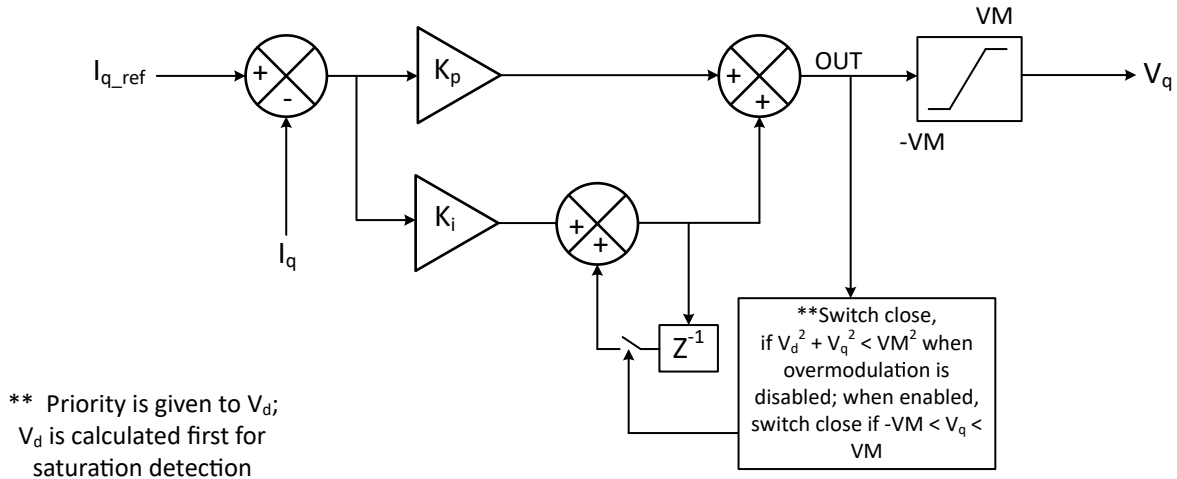 VM
I_q_ref
+
-
K_p
+
+
OUT
V_q
-VM
K_i
+
+
I_q
Z^-1
**Switch close,
if V_d^2 + V_q^2 < VM^2 when
overmodulation is
disabled; when enabled,
switch close if -VM < V_q <
VM
** Priority is given to V_d;
V_d is calculated first for
saturation detection